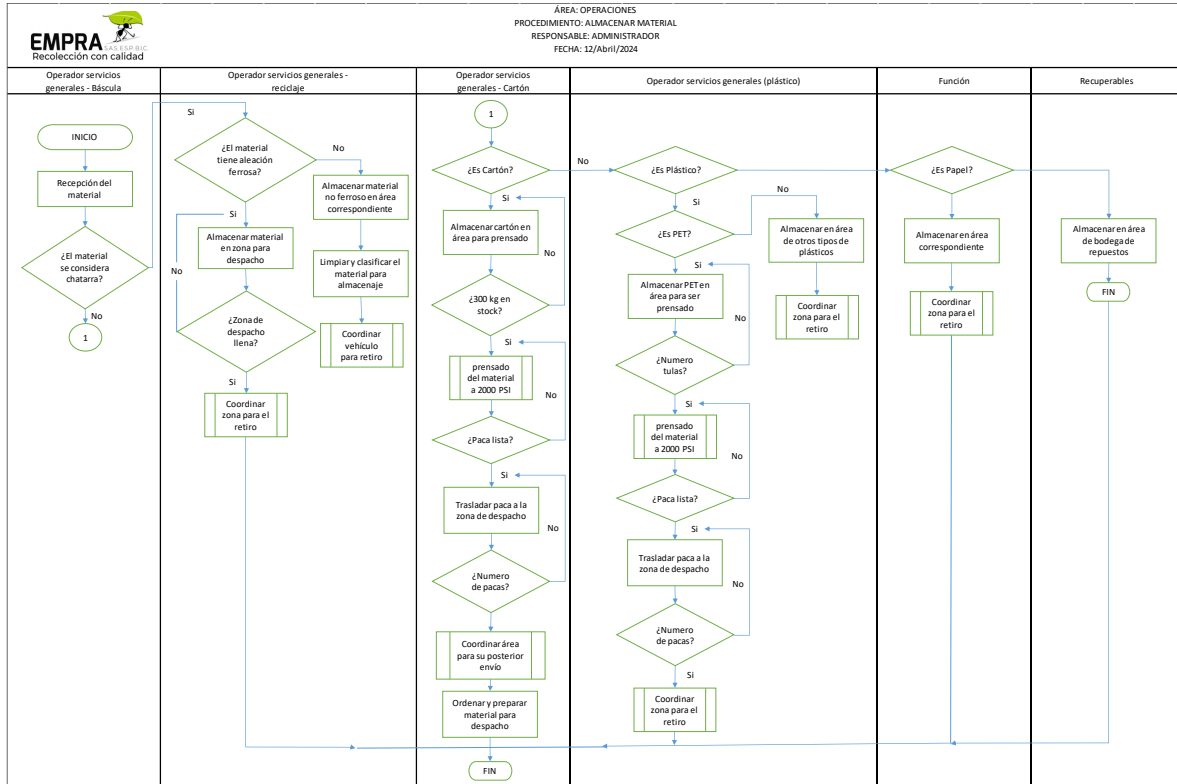 ÁREA: OPERACIONES
PROCEDIMIENTO: ALMACENAR MATERIAL
RESPONSABLE: ADMINISTRADOR
FECHA: 12/Abril/2024
EMPRA
S.A.S E.S.P. B.I.C.
Recolección con calidad
Operador servicios
generales - Báscula
INICIO
Recepción del
material
¿El material
se considera
chatarra?
Si
No
1
Operador servicios generales -
reciclaje
¿El material
tiene aleación
ferrosa?
No
Si
Almacenar material
no ferroso en área
correspondiente
Almacenar material
en zona para
despacho
No
Limpiar y clasificar el
material para
almacenaje
¿Zona de
despacho
llena?
Coordinar
vehículo
para retiro
Si
Coordinar
zona para el
retiro
Operador servicios
generales - Cartón
1
¿Es Cartón?
No
Si
Almacenar cartón en
área para prensado
No
¿300 kg en
stock?
Si
prensado
del material
a 2000 PSI
No
¿Paca lista?
Si
Trasladar paca a la
zona de despacho
No
¿Numero
de pacas?
Coordinar área
para su posterior
envío
Ordenar y preparar
material para
despacho
FIN
Operador servicios generales (plástico)
¿Es Plástico?
No
Si
¿Es PET?
Almacenar en área
de otros tipos de
plásticos
Si
Almacenar PET en
área para ser
prensado
Coordinar
zona para el
retiro
No
¿Numero
tulas?
Si
prensado
del material
a 2000 PSI
No
¿Paca lista?
Si
Trasladar paca a la
zona de despacho
No
¿Numero
de pacas?
Si
Coordinar
zona para el
retiro
Función
¿Es Papel?
Almacenar en área
correspondiente
Coordinar
zona para el
retiro
Recuperables
Almacenar en área
de bodega de
repuestos
FIN